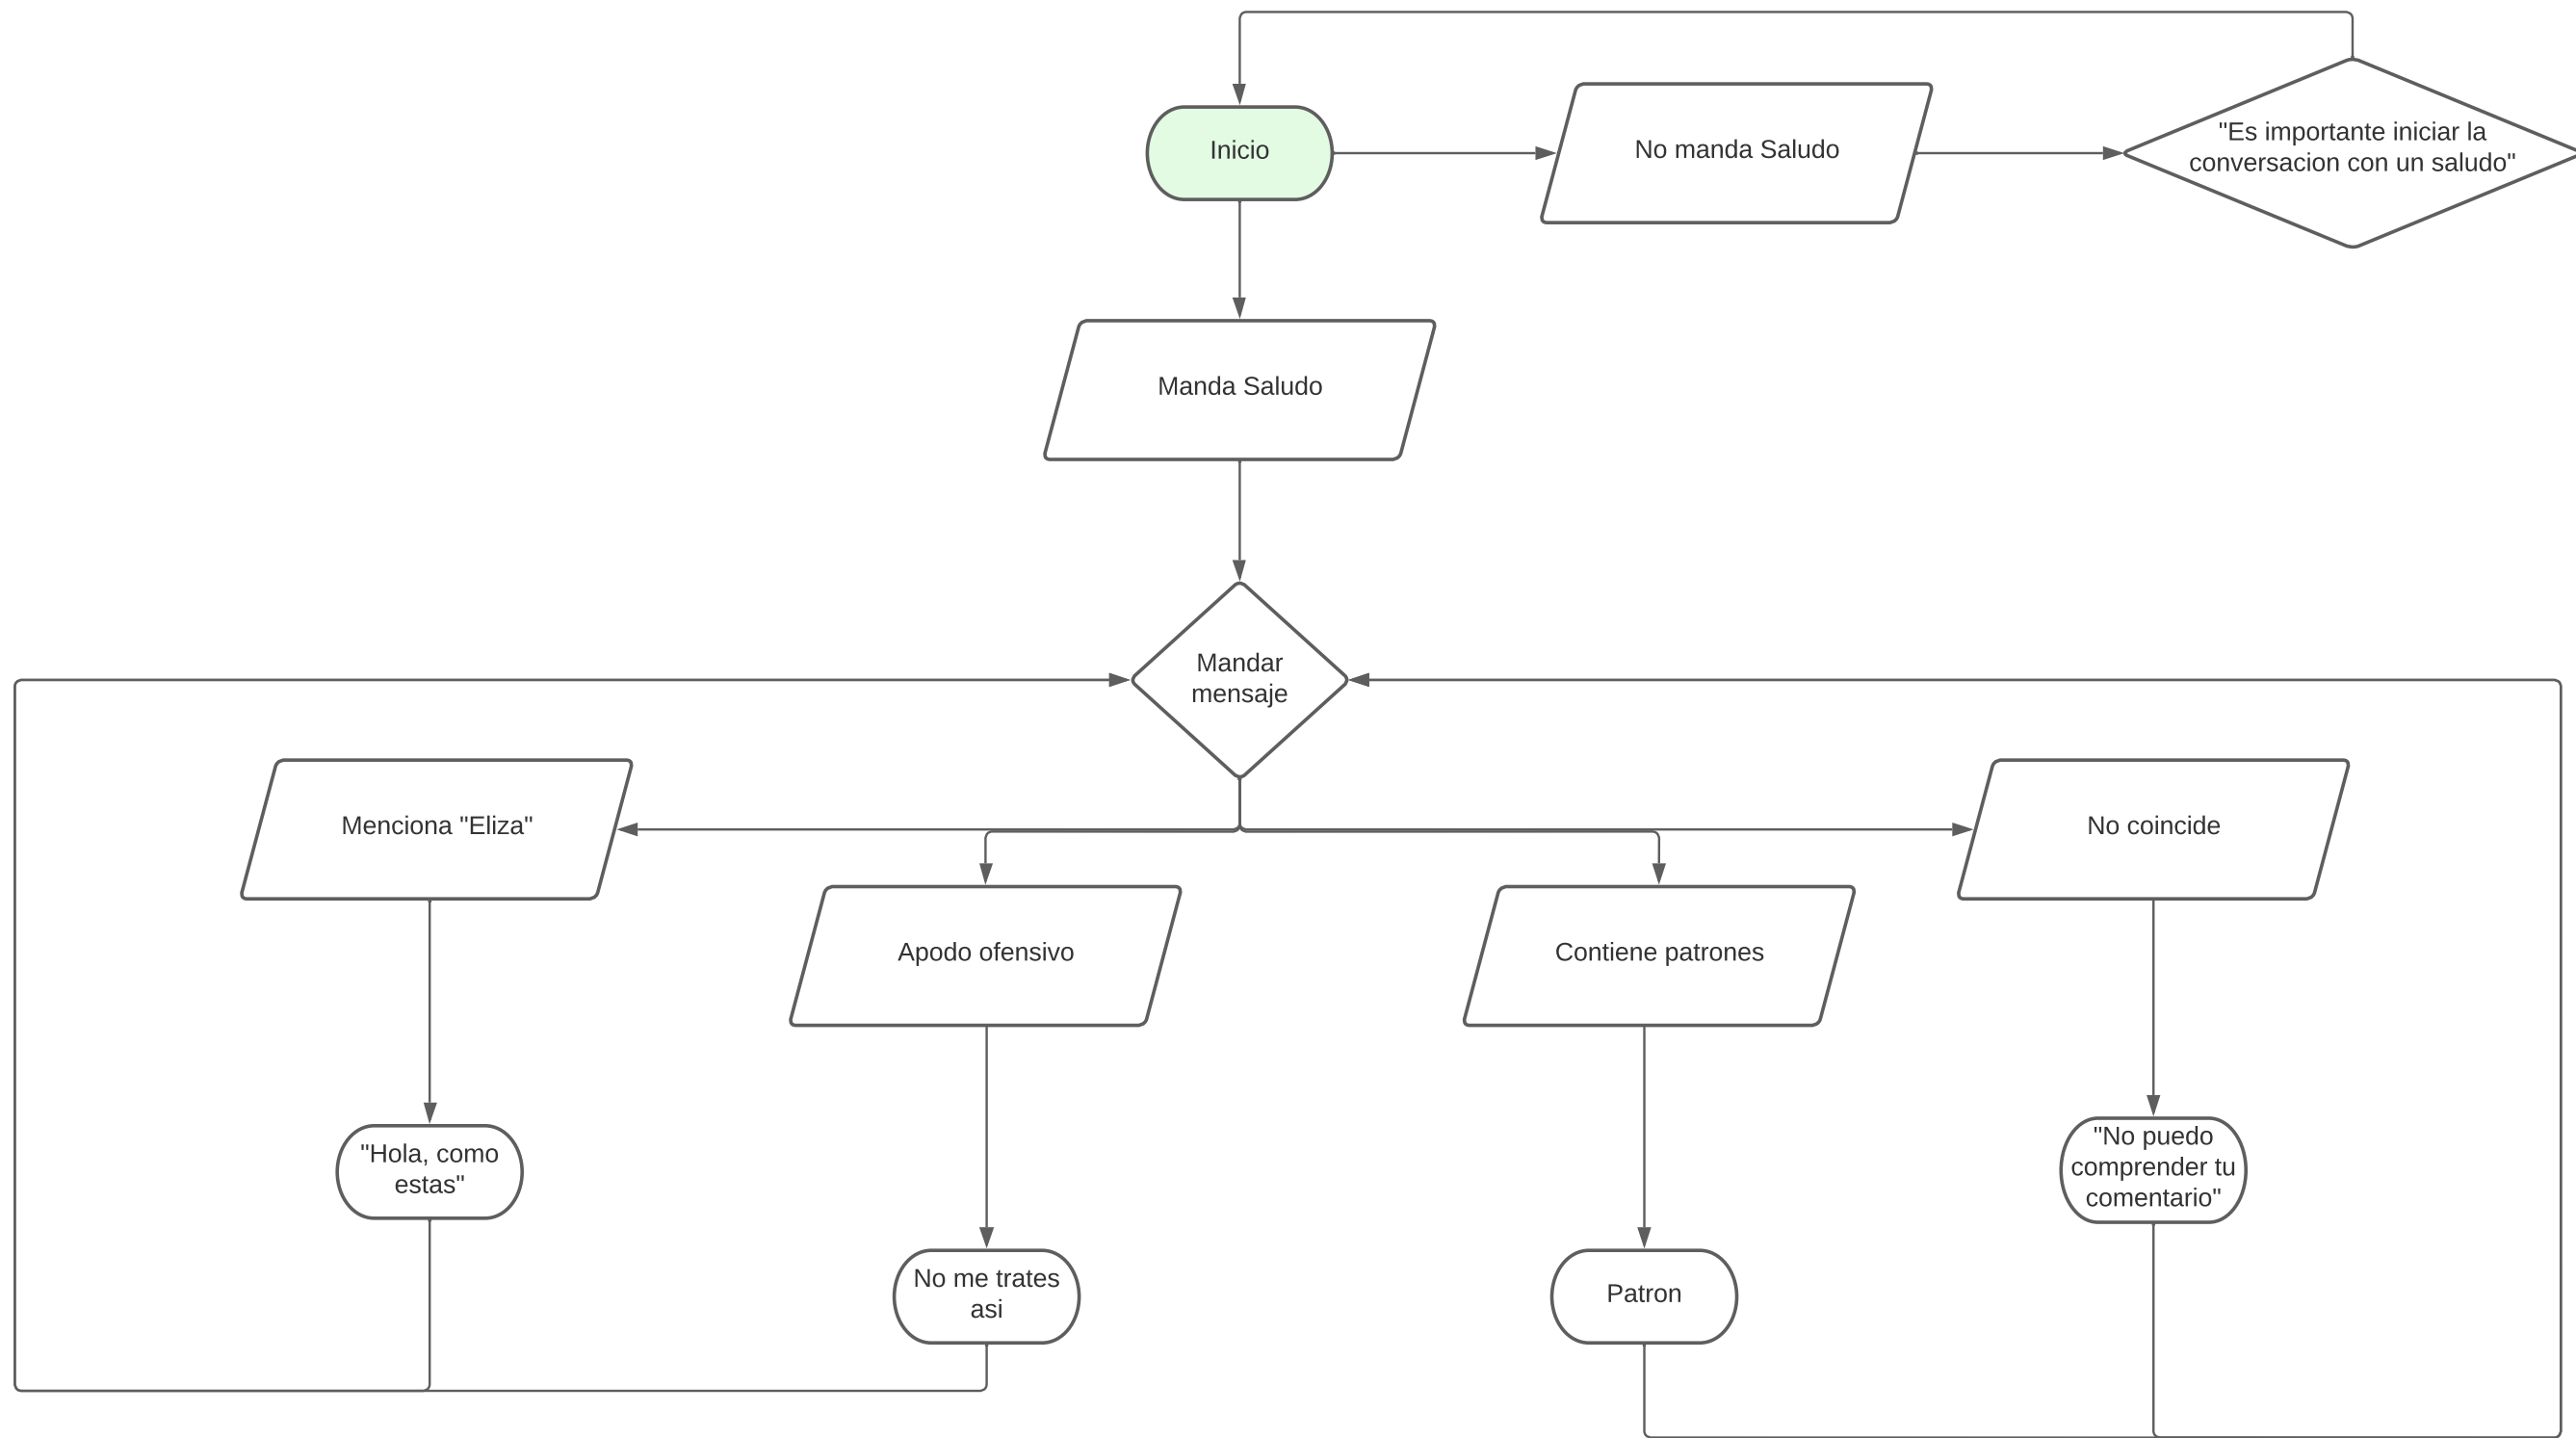 Inicio
No manda Saludo
"Es importante iniciar la
conversacion con un saludo"
Manda Saludo
Mandar
mensaje
Menciona "Eliza"
No coincide
Apodo ofensivo
Contiene patrones
"Hola, como
estas"
"No puedo
comprender tu
comentario"
No me trates
asi
Patron